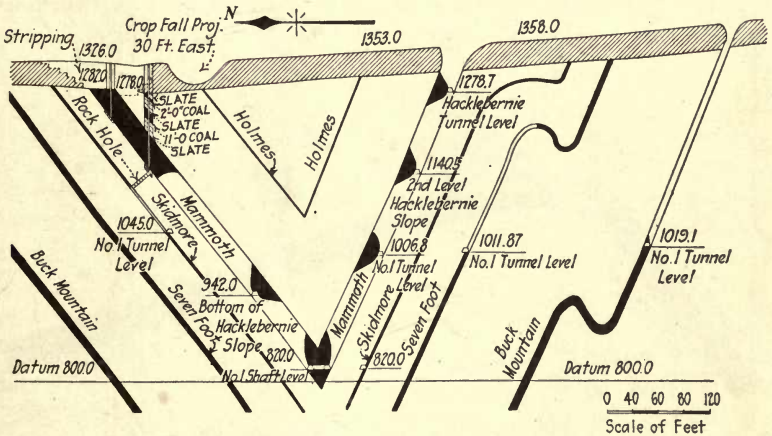 N
Crop Fall Proj.
30 Ft. East
Stripping
1326.0
1282.0
1278.0
1353.0
1358.0
SLATE
2'-0" COAL
SLATE
11'-0 COAL
SLATE
Rock Hole
Holmes
Holmes
1278.7
Hacklebernie
Tunnel Level
1140.5
2nd Level
Hacklebernie
Slope
1045.0
No.1 Tunnel
Level
Skidmore
Mammoth
1006.8
No.1 Tunnel
Level
1011.87
No.1 Tunnel Level
1019.1
No.1 Tunnel
Level
Buck Mountain
Seven Foot
942.0
Bottom of
Hacklebernie
Slope
Mammoth
Skidmore
Seven Foot
Buck
Mountain
820.0
No.1 Shaft Level
820.0
Datum 800.0
Datum 800.0
0 40 60 80 120
Scale of Feet